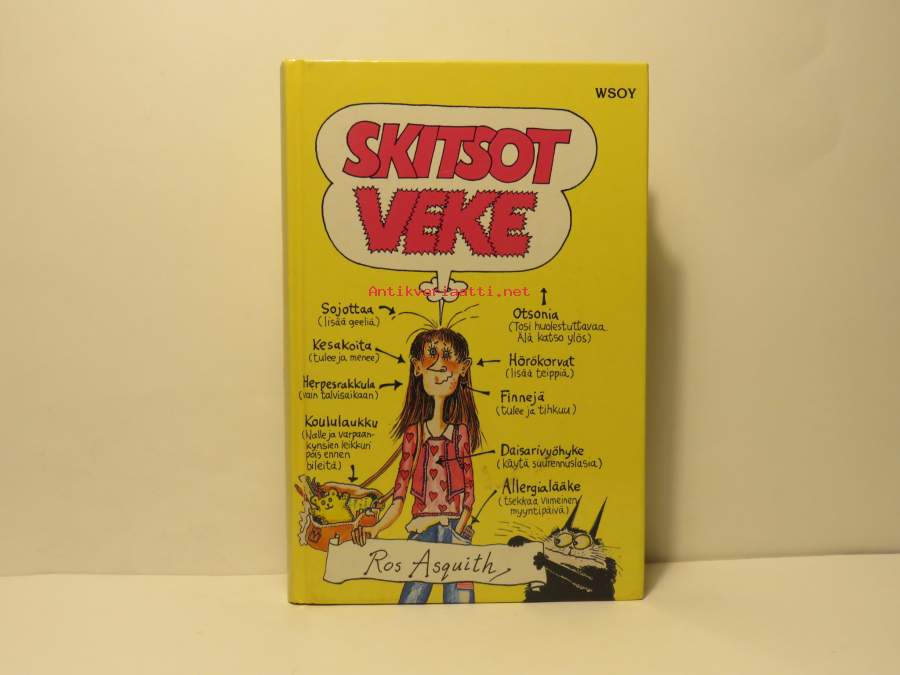 WSOY
SKITSOT
VEKE
Antikvariaatti.net
Sojottaa
(lisää geeliä)
Otsonia
(Tosi huolestuttavaa.
Älä katso ylös)
Kesakoita
(tulee ja menee)
Hörökorvat
(lisää teippiä)
Herpesrakkula
(vain talvisaikaan)
Finnejä
(tulee ja tihkuu)
Koululaukku
(Nalle ja varpaan-
kynsien leikkuri
pois ennen
bileitä)
Daisarivyöhyke
(käytä suurennuslasia)
Allergialääke
(tsekkaa viimeinen
myyntipäivä)
Ros Asquith